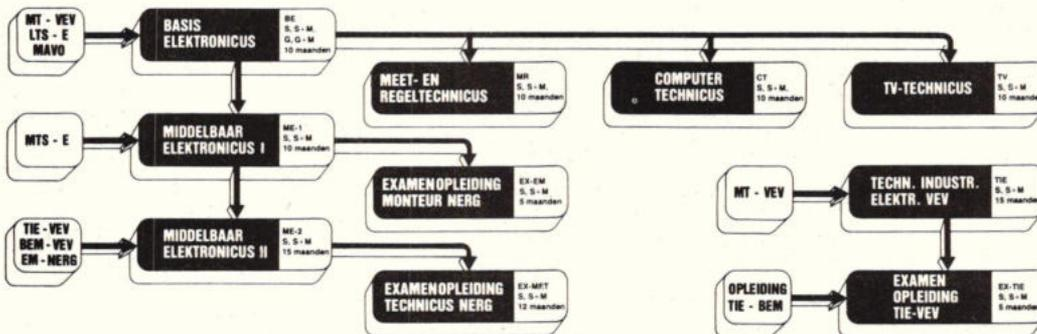 MT - VEV
LTS - E
MAVO
BASIS
ELEKTRONICUS
BE
S, S - M,
G, G - M
10 maanden
MEET- EN
REGELTECHNICUS
MR
S, S - M,
10 maanden
COMPUTER
TECHNICUS
CT
S, S - M,
10 maanden
TV-TECHNICUS
TV
S, S - M
10 maanden
MTS - E
MIDDELBAAR
ELEKTRONICUS I
ME-1
S, S - M
10 maanden
EXAMENOPLEIDING
MONTEUR NERG
EX-EM
S, S - M
5 maanden
MT - VEV
TECHN. INDUSTR.
ELEKTR. VEV
TIE
S, S - M
15 maanden
TIE - VEV
BEM - VEV
EM - NERG
MIDDELBAAR
ELEKTRONICUS II
ME-2
S, S - M
15 maanden
EXAMENOPLEIDING
TECHNICUS NERG
EX-MET
S, S - M
12 maanden
OPLEIDING
TIE - BEM
EXAMEN
OPLEIDING
TIE-VEV
EX-TIE
S, S - M
5 maanden